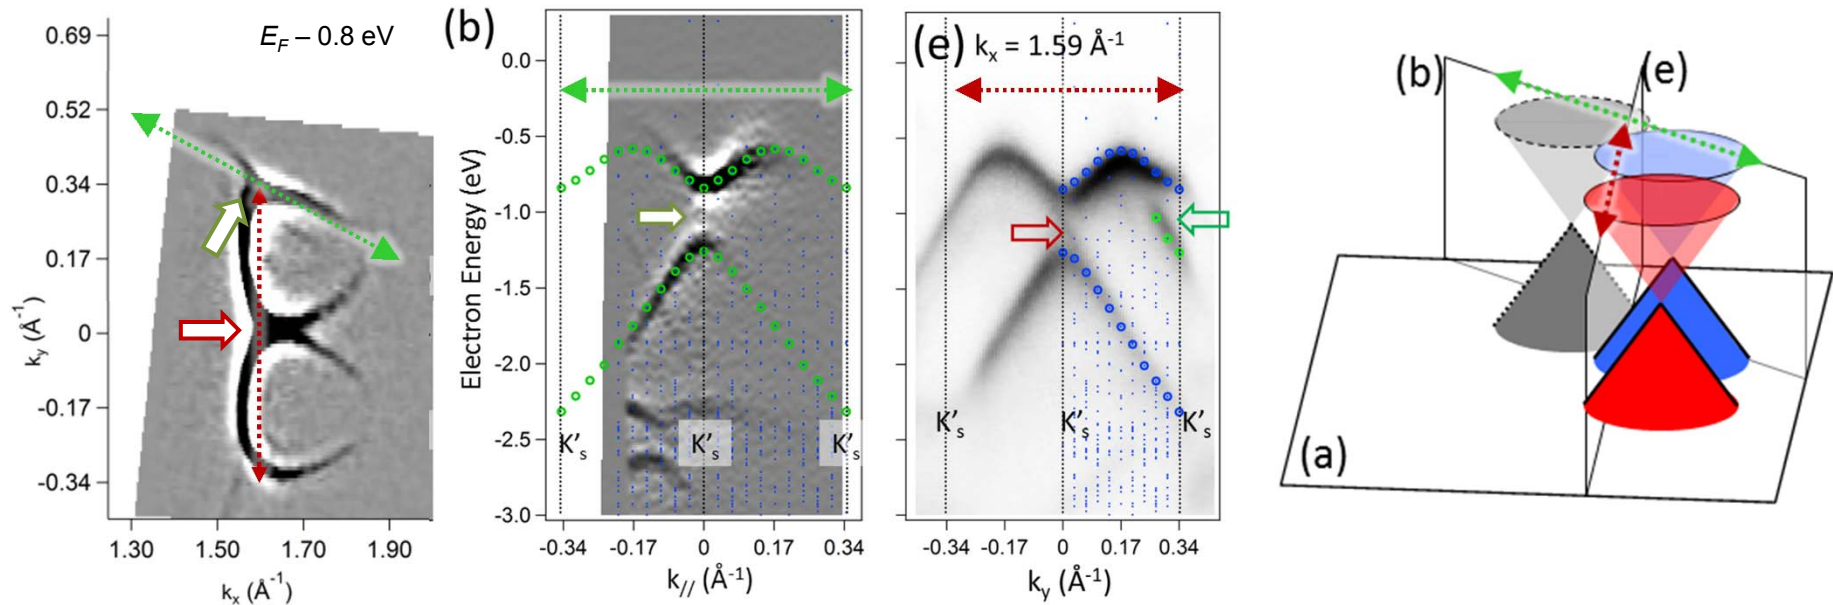 E_F – 0.8 eV
0.69
0.52
0.34
0.17
0
-0.17
-0.34
k_y (Å⁻¹)
1.30 1.50 1.70 1.90
k_x (Å⁻¹)
(b)
0.0
-0.5
-1.0
-1.5
-2.0
-2.5
-3.0
Electron Energy (eV)
K'_s K'_s K'_s
-0.34 -0.17 0 0.17 0.34
k_// (Å⁻¹)
(e) k_x = 1.59 Å⁻¹
K'_s K'_s K'_s
-0.34 -0.17 0 0.17 0.34
k_y (Å⁻¹)
(b) (e)
(a)